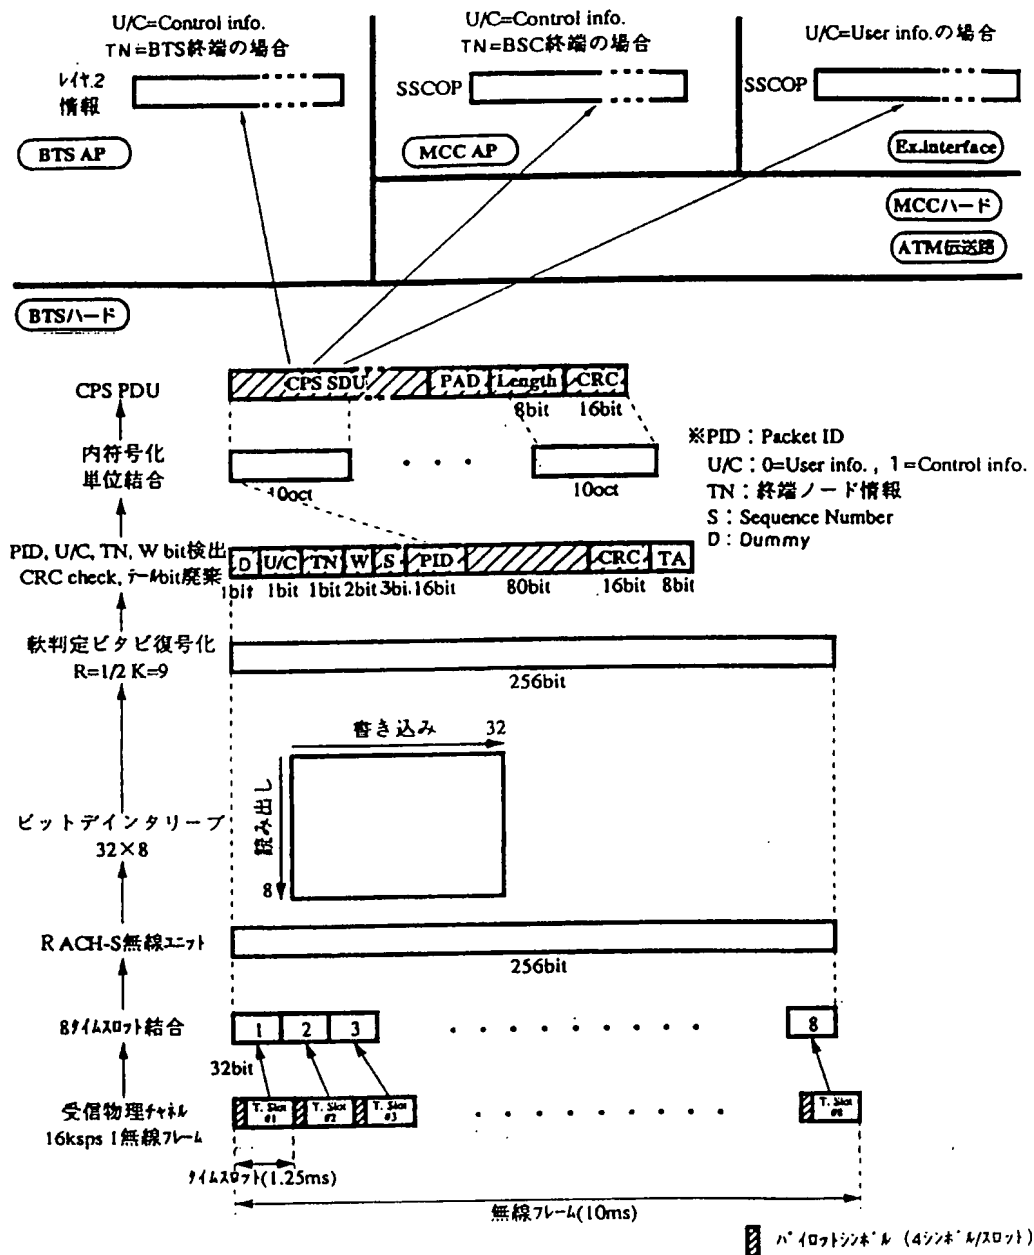 U/C=Control info.
TN=BTS終端の場合
レイヤ2
情報
BTS AP
U/C=Control info.
TN=BSC終端の場合
SSCOP
MCC AP
U/C=User info.の場合
SSCOP
Ex.interface
MCCハード
ATM伝送路
BTSハード
CPS PDU
CPS SDU PAD Length CRC
8bit 16bit
内符号化
単位結合
10oct 10oct
※PID : Packet ID
U/C : 0=User info. , 1=Control info.
TN : 終端ノード情報
S : Sequence Number
D : Dummy
PID, U/C, TN, W bit検出
CRC check, テールbit廃棄
D U/C TN W S PID CRC TA
1bit 1bit 1bit 2bit 3bi. 16bit 80bit 16bit 8bit
軟判定ビタビ復号化
R=1/2 K=9
256bit
書き込み 32
読み出し
8
ビットデインタリーブ
32×8
RACH-S無線ユニット
256bit
8タイムスロット結合
1 2 3 8
32bit
受信物理チャネル
16ksps 1無線フレーム
T. Slot #1 T. Slot #2 T. Slot #3 T. Slot #8
タイムスロット(1.25ms)
無線フレーム(10ms)
パイロットシンボル (4シンボル/スロット)